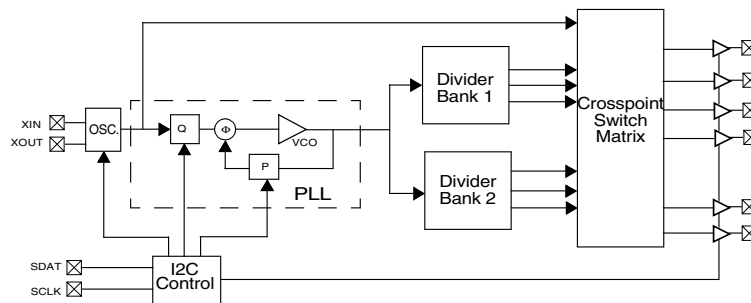 XIN
XOUT
OSC.
Q
Φ
VCO
P
PLL
Divider
Bank 1
Divider
Bank 2
Crosspoint
Switch
Matrix
SDAT
SCLK
I2C
Control